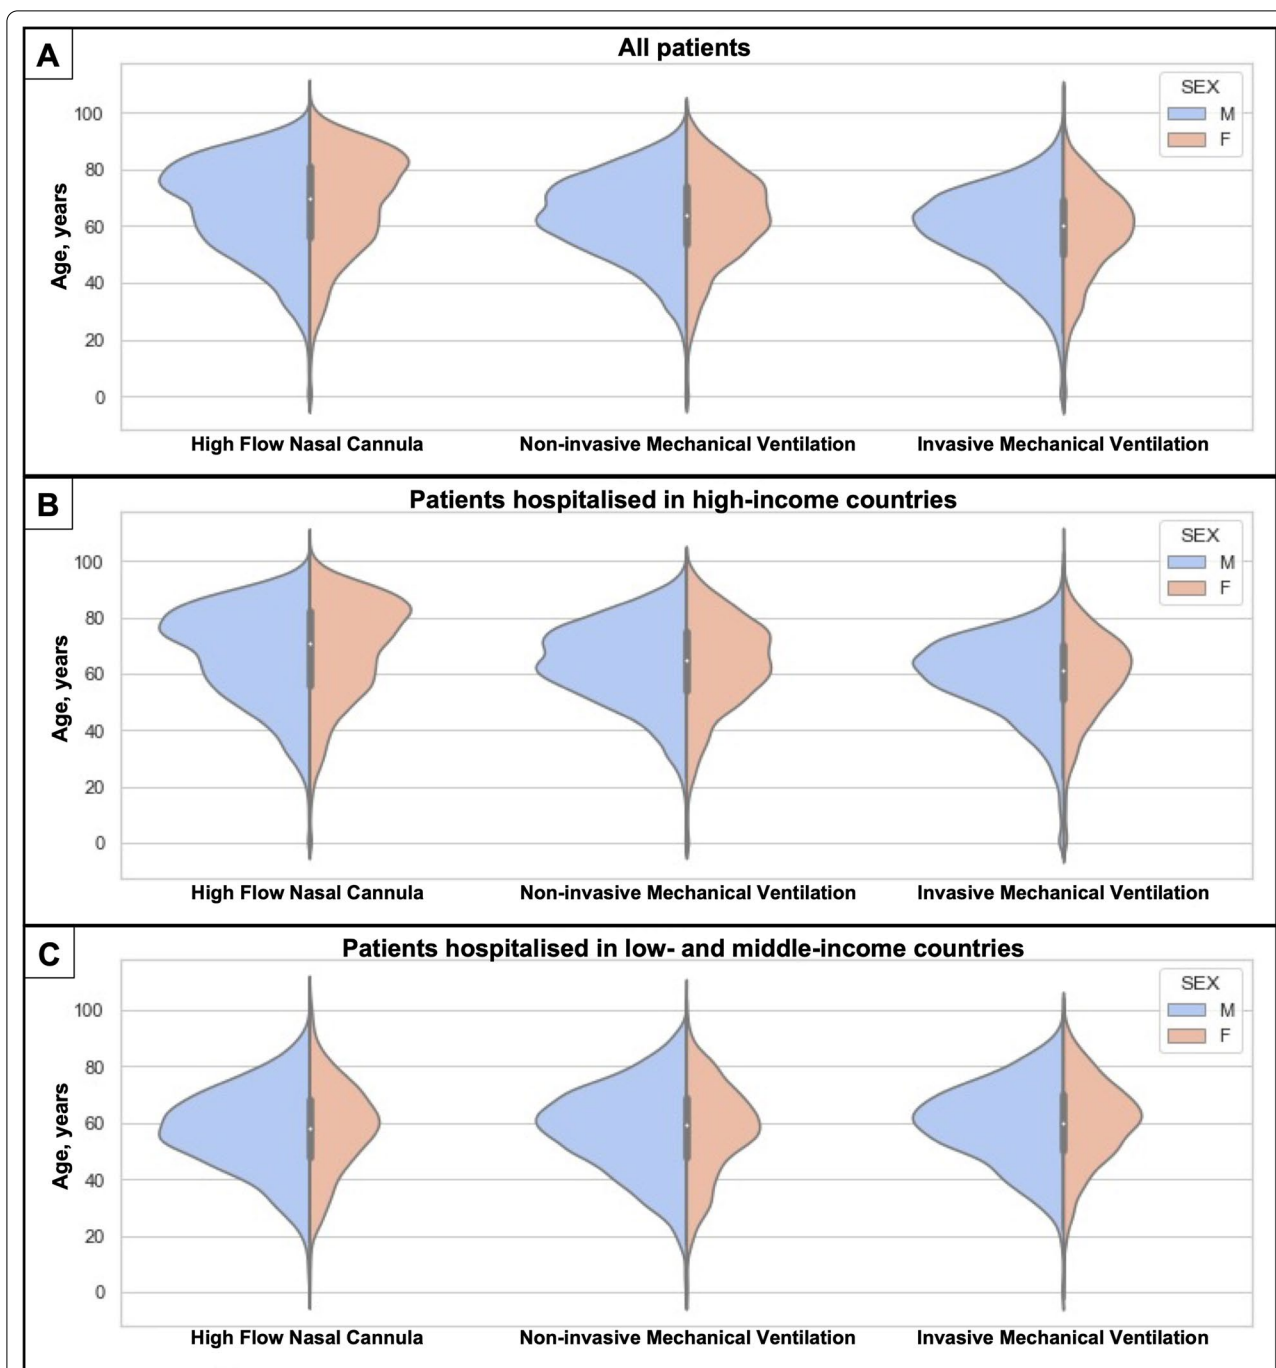 A
All patients
SEX
M
F
Age, years
100
80
60
40
20
0
High Flow Nasal Cannula
Non-invasive Mechanical Ventilation
Invasive Mechanical Ventilation
B
Patients hospitalised in high-income countries
SEX
M
F
Age, years
100
80
60
40
20
0
High Flow Nasal Cannula
Non-invasive Mechanical Ventilation
Invasive Mechanical Ventilation
C
Patients hospitalised in low- and middle-income countries
SEX
M
F
Age, years
100
80
60
40
20
0
High Flow Nasal Cannula
Non-invasive Mechanical Ventilation
Invasive Mechanical Ventilation